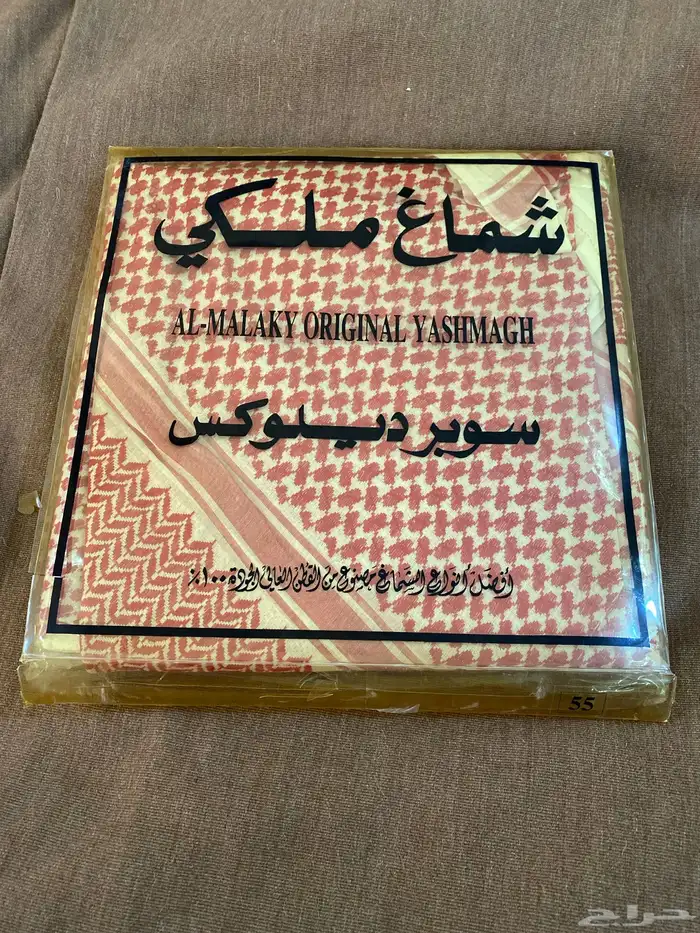 شماغ ملكي
AL-MALAKY ORIGINAL YASHMAGH
سوبر ديلوكس
أفضل أنواع الشماغ مصنوع من القطن العالي الجودة ١٠٠٪
55
حراج